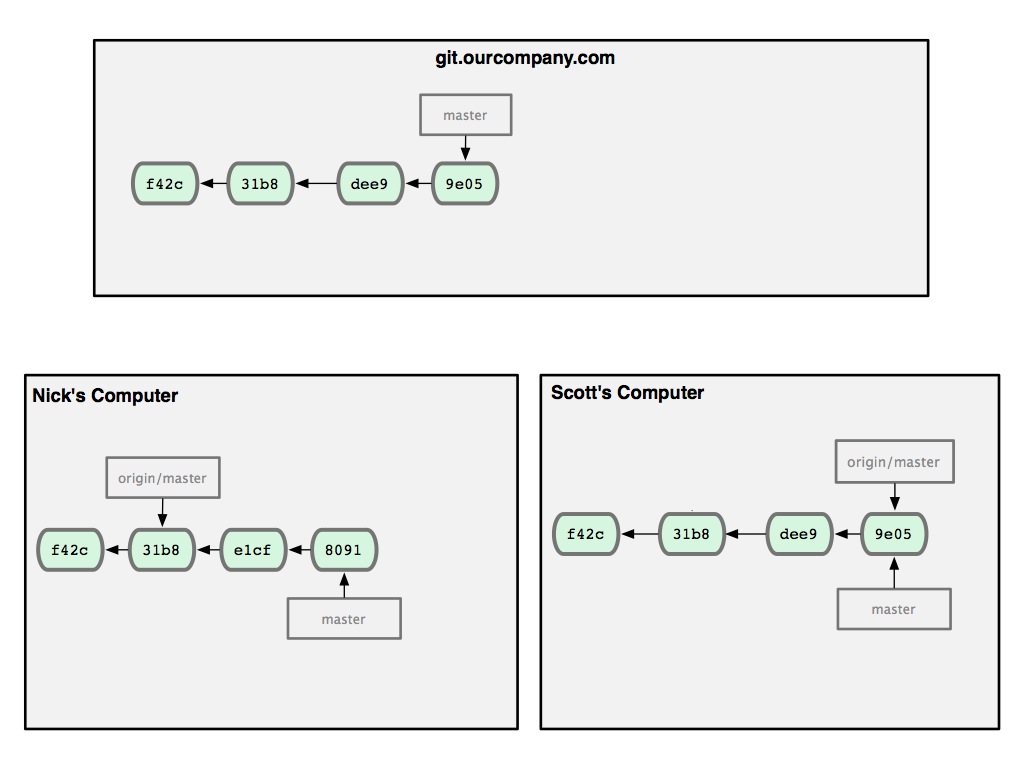 git.ourcompany.com
master
f42c
31b8
dee9
9e05
Nick's Computer
origin/master
f42c
31b8
e1cf
8091
master
Scott's Computer
origin/master
f42c
31b8
dee9
9e05
master